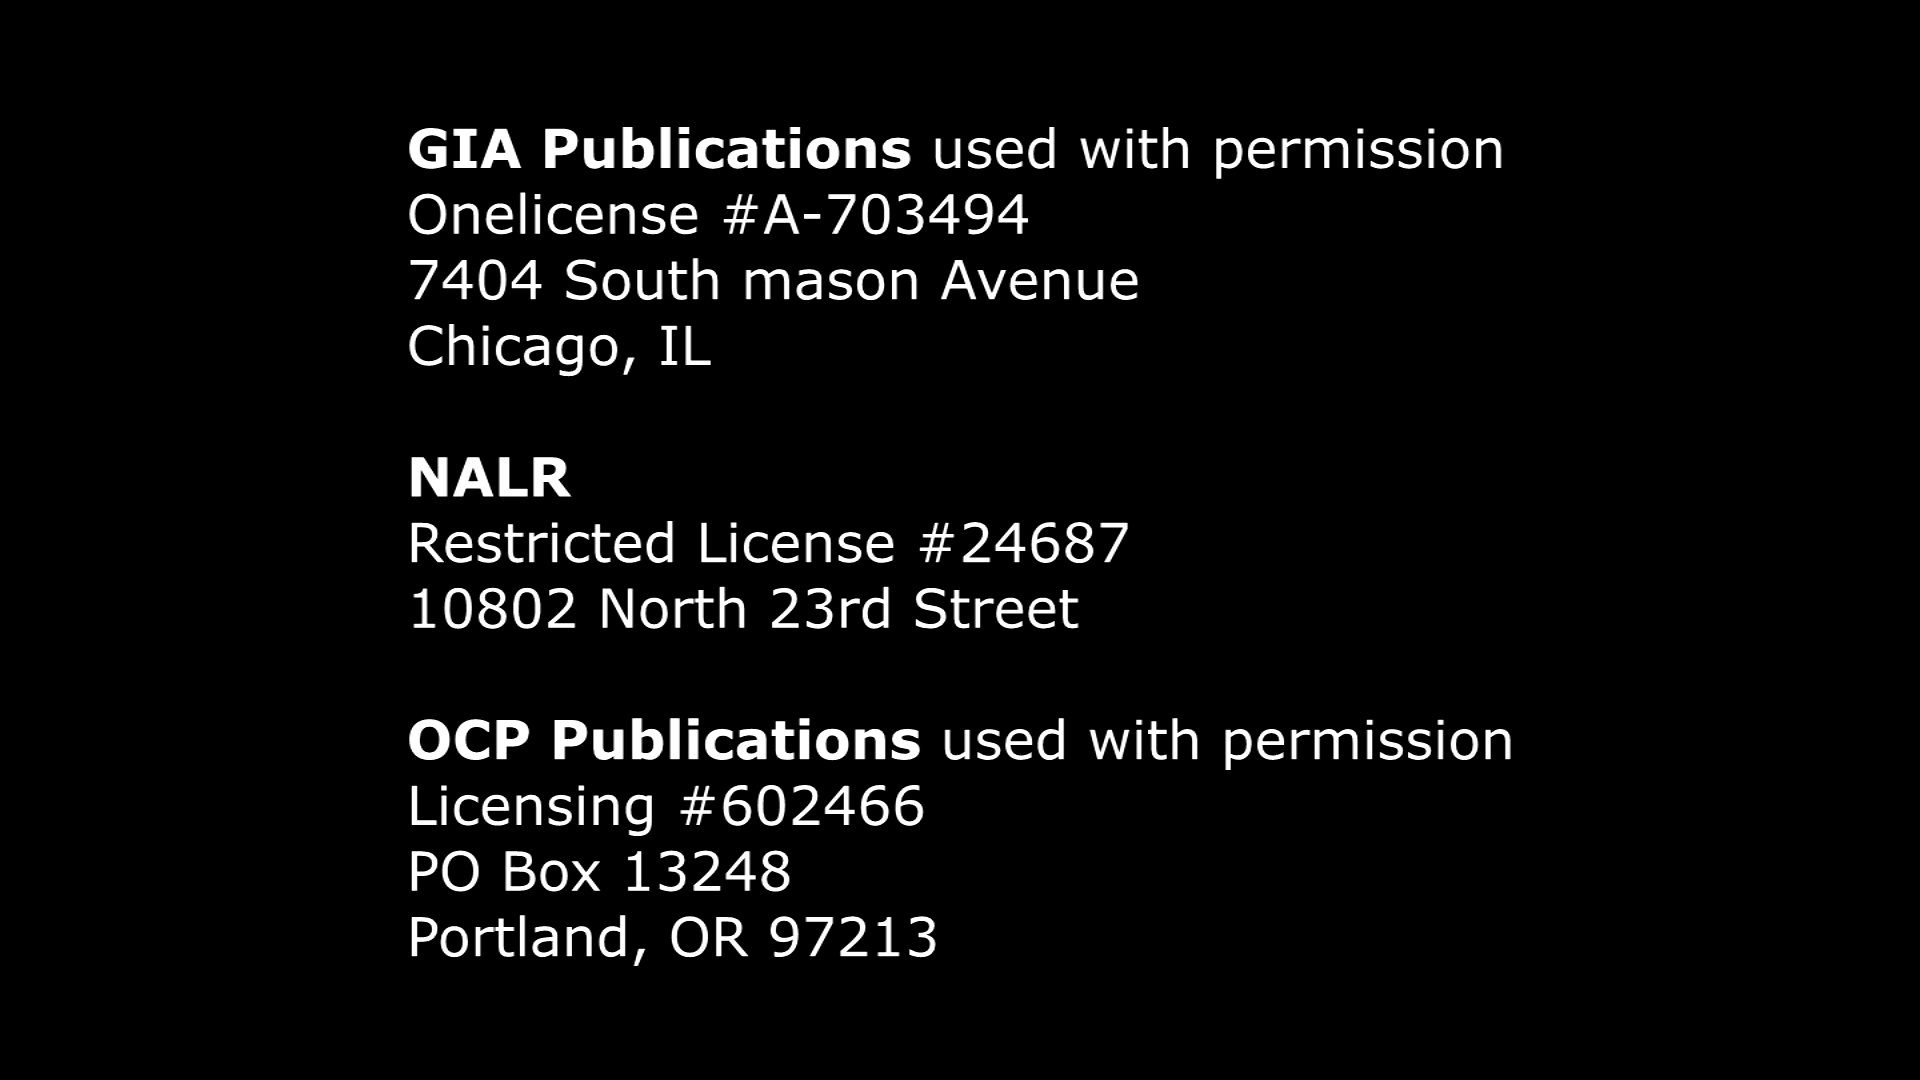 GIA Publications used with permission
Onelicense #A-703494
7404 South mason Avenue
Chicago, IL
NALR
Restricted License #24687
10802 North 23rd Street
OCP Publications used with permission
Licensing #602466
PO Box 13248
Portland, OR 97213